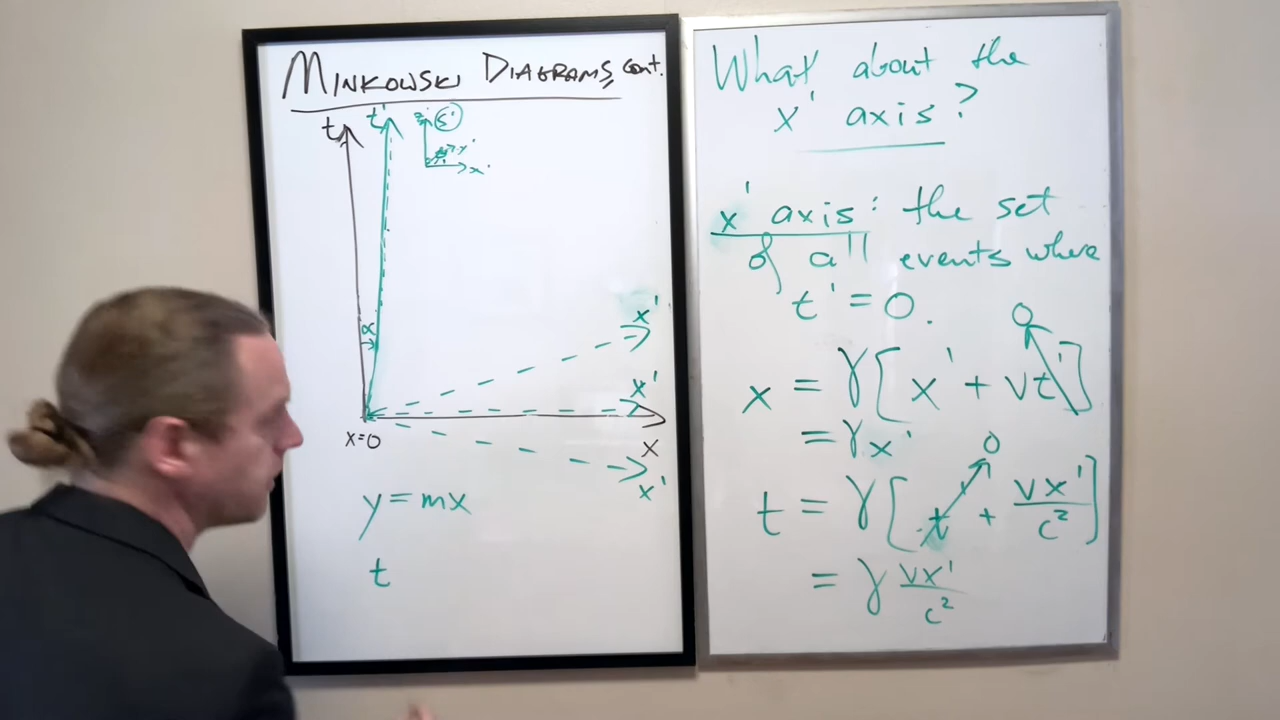 MINKOWSKI DIAGRAMS cont.
t t' z' S'
y'
x'
α
x'
x'
x=0 x
x'
y = mx
t
What about the
x' axis?
x' axis: the set
of all events where
t' = 0.
0
x = γ[x' + vt']
= γx' 0
t = γ[t' + vx'/c²]
= γ vx'/c²